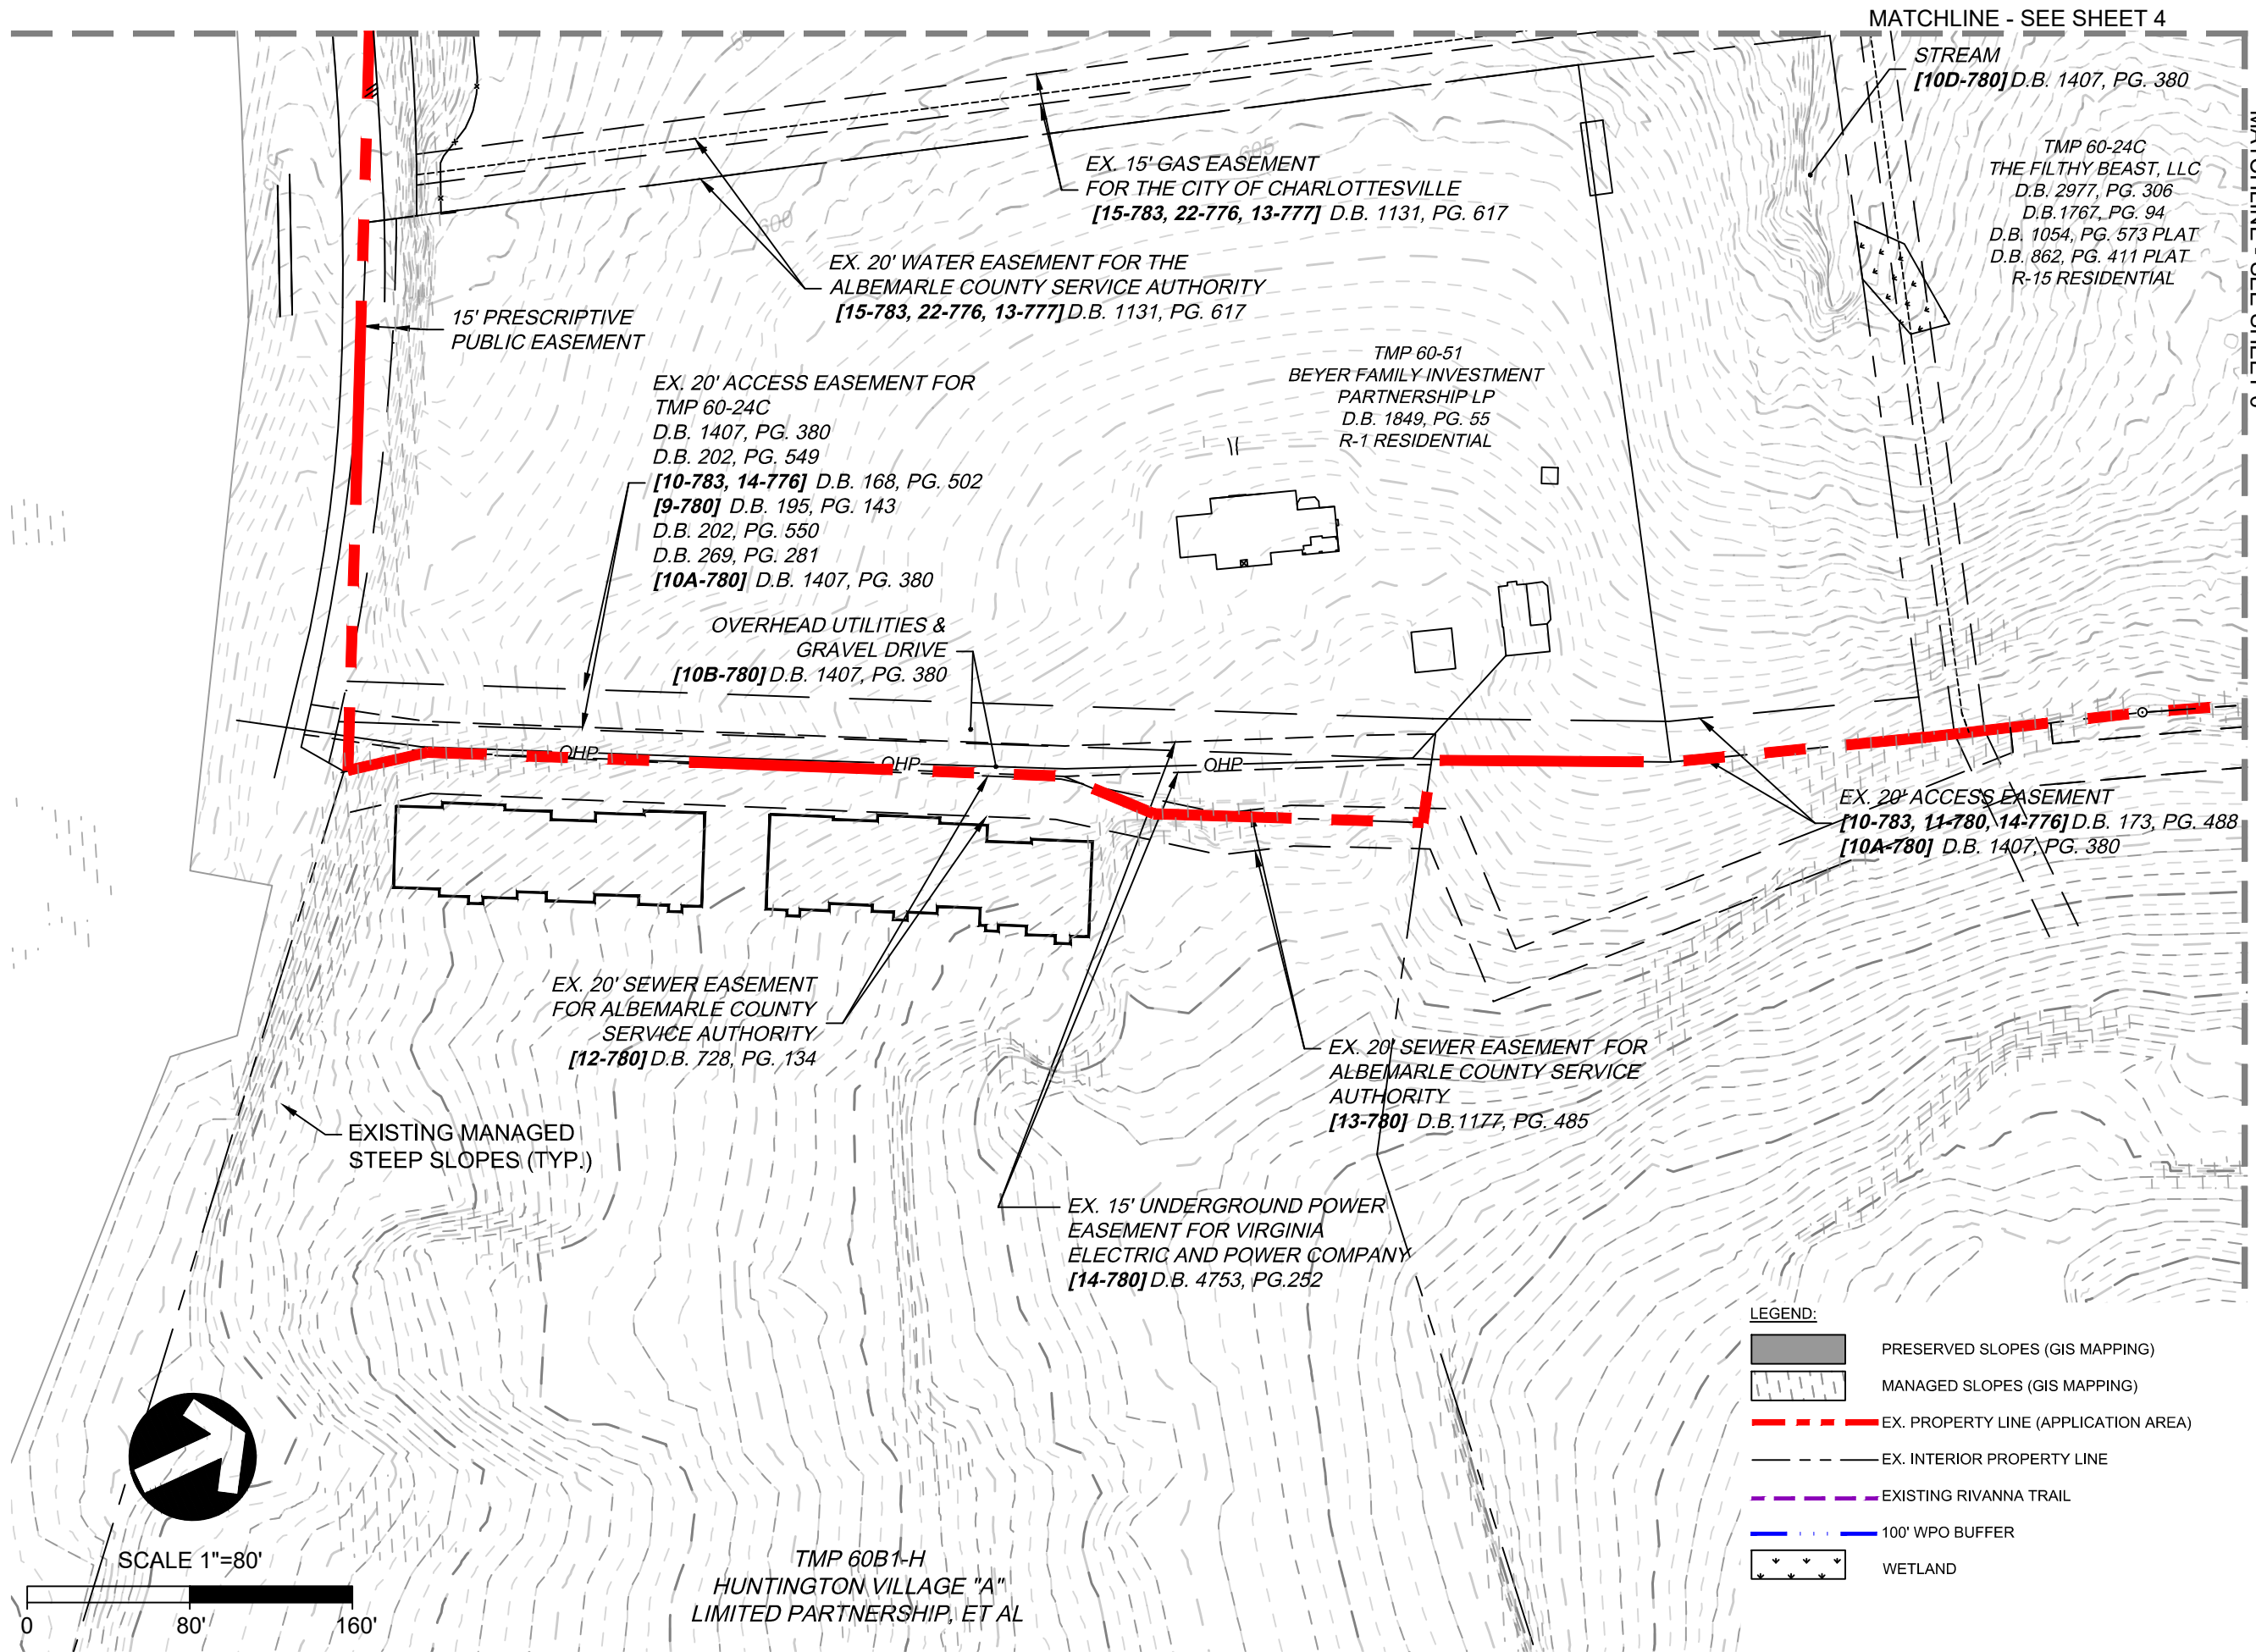 MATCHLINE - SEE SHEET 4
STREAM
[10D-780] D.B. 1407, PG. 380
TMP 60-24C
THE FILTHY BEAST, LLC
D.B. 2977, PG. 306
D.B.1767, PG. 94
D.B. 1054, PG. 573 PLAT
D.B. 862, PG. 411 PLAT
R-15 RESIDENTIAL
605
EX. 15' GAS EASEMENT
FOR THE CITY OF CHARLOTTESVILLE
[15-783, 22-776, 13-777] D.B. 1131, PG. 617
600
EX. 20' WATER EASEMENT FOR THE
ALBEMARLE COUNTY SERVICE AUTHORITY
[15-783, 22-776, 13-777] D.B. 1131, PG. 617
575
15' PRESCRIPTIVE
PUBLIC EASEMENT
TMP 60-51
BEYER FAMILY INVESTMENT
PARTNERSHIP LP
D.B. 1849, PG. 55
R-1 RESIDENTIAL
EX. 20' ACCESS EASEMENT FOR
TMP 60-24C
D.B. 1407, PG. 380
D.B. 202, PG. 549
[10-783, 14-776] D.B. 168, PG. 502
[9-780] D.B. 195, PG. 143
D.B. 202, PG. 550
D.B. 269, PG. 281
[10A-780] D.B. 1407, PG. 380
OVERHEAD UTILITIES &
GRAVEL DRIVE
[10B-780] D.B. 1407, PG. 380
OHP
OHP
OHP
EX. 20' ACCESS EASEMENT
[10-783, 11-780, 14-776] D.B. 173, PG. 488
[10A-780] D.B. 1407, PG. 380
EX. 20' SEWER EASEMENT
FOR ALBEMARLE COUNTY
SERVICE AUTHORITY
[12-780] D.B. 728, PG. 134
EX. 20' SEWER EASEMENT FOR
ALBEMARLE COUNTY SERVICE
AUTHORITY
[13-780] D.B.1177, PG. 485
EXISTING MANAGED
STEEP SLOPES (TYP.)
EX. 15' UNDERGROUND POWER
EASEMENT FOR VIRGINIA
ELECTRIC AND POWER COMPANY
[14-780] D.B. 4753, PG.252
LEGEND:
PRESERVED SLOPES (GIS MAPPING)
MANAGED SLOPES (GIS MAPPING)
EX. PROPERTY LINE (APPLICATION AREA)
EX. INTERIOR PROPERTY LINE
EXISTING RIVANNA TRAIL
100' WPO BUFFER
WETLAND
SCALE 1"=80'
0 80' 160'
TMP 60B1-H
HUNTINGTON VILLAGE "A"
LIMITED PARTNERSHIP, ET AL